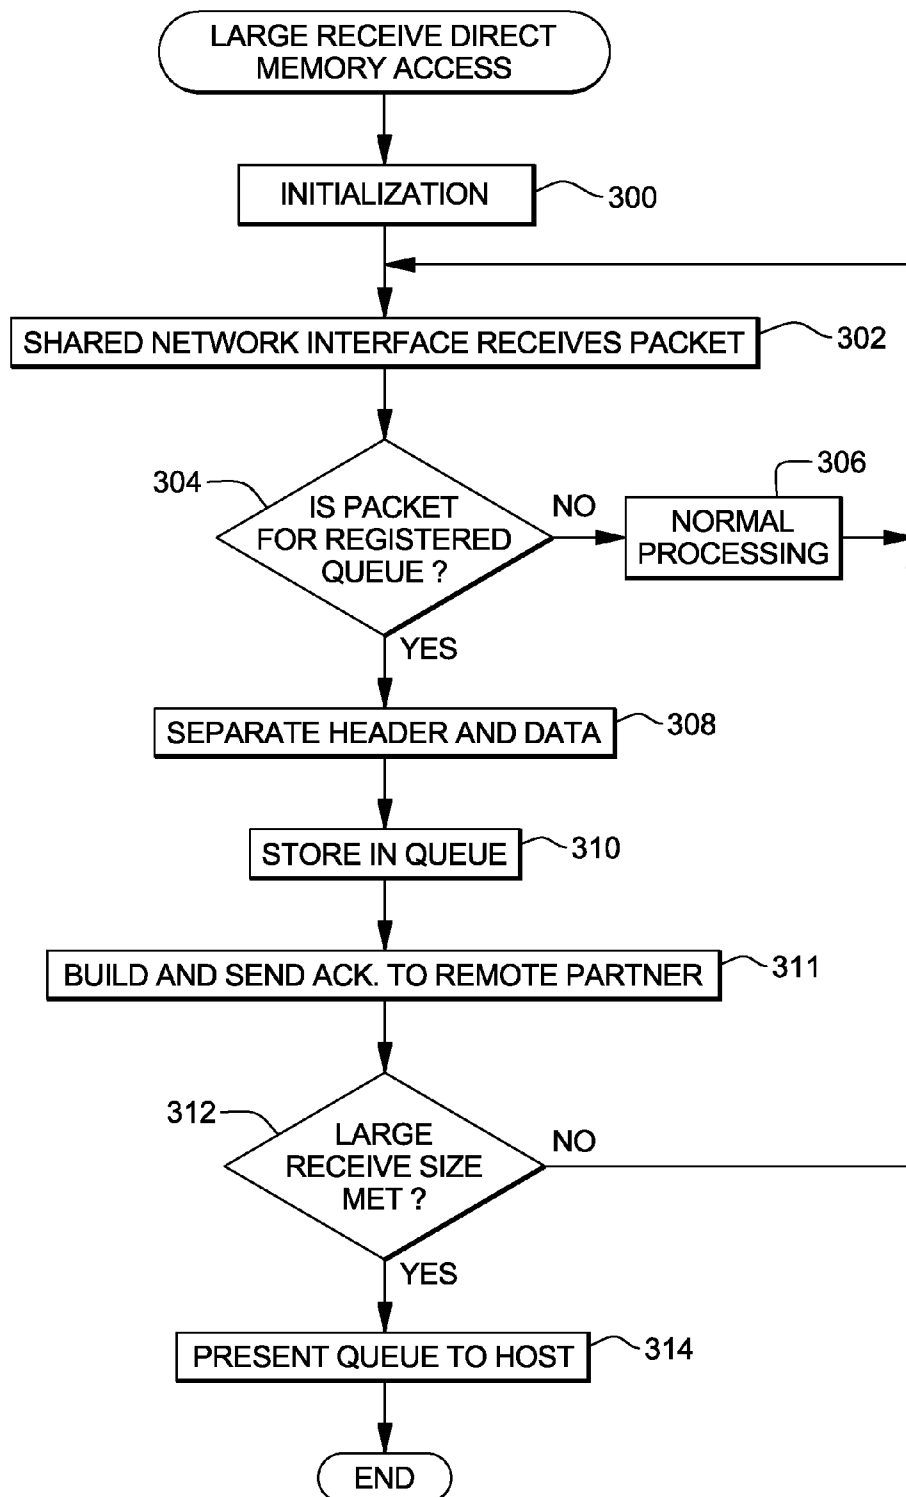 LARGE RECEIVE DIRECT
MEMORY ACCESS
INITIALIZATION
300
SHARED NETWORK INTERFACE RECEIVES PACKET
302
304
IS PACKET
FOR REGISTERED
QUEUE ?
NO
306
NORMAL
PROCESSING
YES
SEPARATE HEADER AND DATA
308
STORE IN QUEUE
310
BUILD AND SEND ACK. TO REMOTE PARTNER
311
312
LARGE
RECEIVE SIZE
MET ?
NO
YES
PRESENT QUEUE TO HOST
314
END